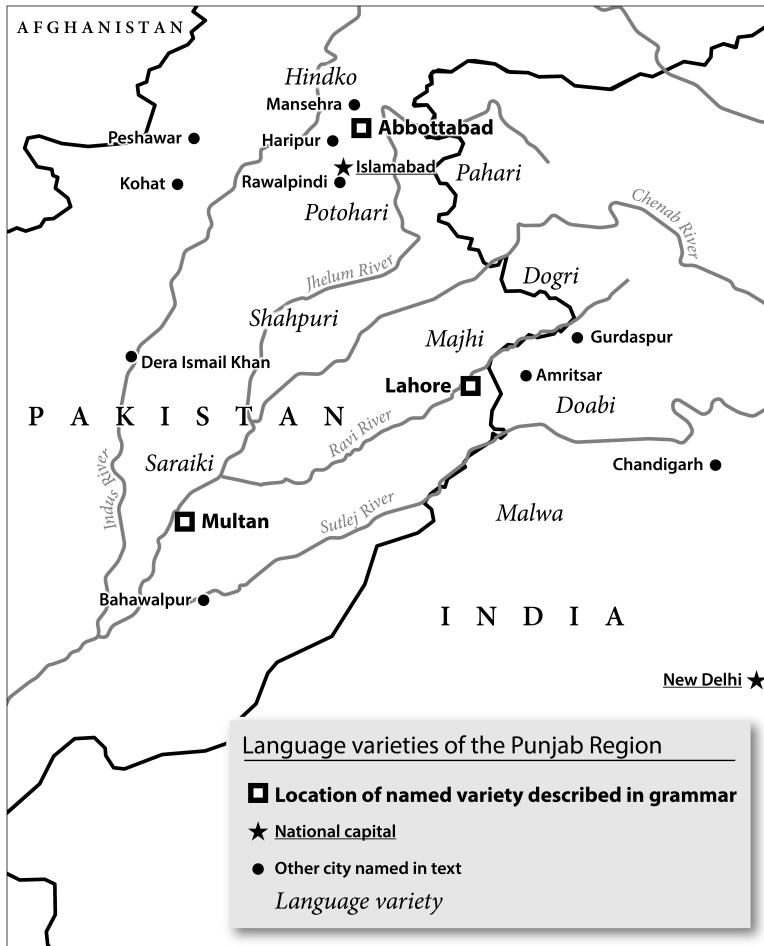 AFGHANISTAN
Hindko
Mansehra
Abbottabad
Peshawar
Haripur
Islamabad
Pahari
Kohat
Rawalpindi
Potohari
Chenab River
Jhelum River
Dogri
Shahpuri
Majhi
Gurdaspur
Dera Ismail Khan
Lahore
Amritsar
Doabi
PAKISTAN
Ravi River
Saraiki
Chandigarh
Indus River
Multan
Sutlej River
Malwa
Bahawalpur
INDIA
New Delhi
Language varieties of the Punjab Region
Location of named variety described in grammar
National capital
Other city named in text
Language variety